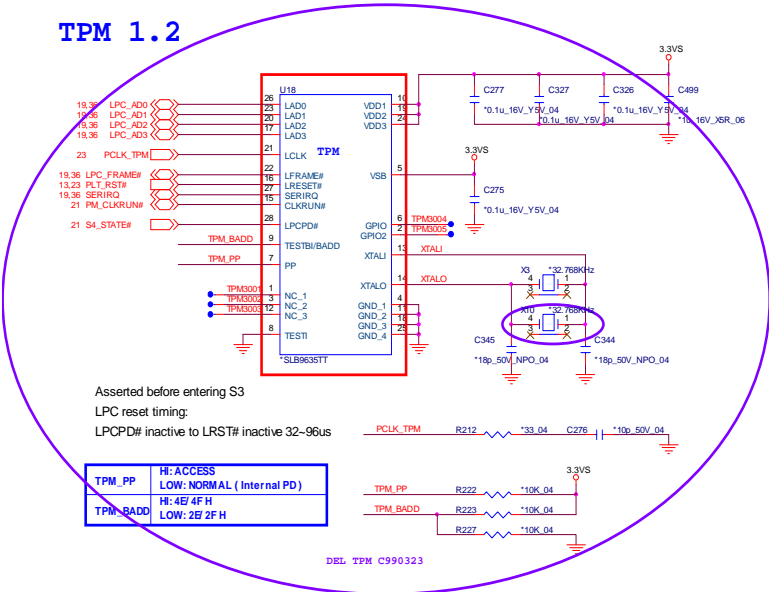 TPM 1.2
3.3VS
U18
TPM
*SLB9635TT
19,36 LPC_AD0 26 LAD0
19,36 LPC_AD1 23 LAD1
19,36 LPC_AD2 20 LAD2
19,36 LPC_AD3 17 LAD3
23 PCLK_TPM 21 LCLK
19,36 LPC_FRAME# 22 LFRAME#
13,23 PLT_RST# 16 LRESET#
19,36 SERIRQ 27 SERIRQ
21 PM_CLKRUN# 15 CLKRUN#
21 S4_STATE# 28 LPCPD#
TPM_BADD 9 TESTBI/BADD
TPM_PP 7 PP
TPM3001 1 NC_1
TPM3002 3 NC_2
TPM3003 12 NC_3
8 TESTI
VDD1 10
VDD2 19
VDD3 24
VSB 5
GPIO 6 TPM3004
GPIO2 2 TPM3005
XTALI 13 XTALI
XTALO 14 XTALO
GND_1 4
GND_2 11
GND_3 18
GND_4 25
C277
*0.1u_16V_Y5V_04
C327
*0.1u_16V_Y5V_04
C326
*0.1u_16V_Y5V_04
C499
*1u_16V_X5R_06
3.3VS
C275
*0.1u_16V_Y5V_04
X3 *32.768KHz
4 1
3 2
X10 *32.768KHz
4 1
3 2
C345
*18p_50V_NPO_04
C344
*18p_50V_NPO_04
Asserted before entering S3
LPC reset timing:
LPCPD# inactive to LRST# inactive 32~96us
PCLK_TPM R212 *33_04 C276 *10p_50V_04
TPM_PP HI: ACCESS
LOW: NORMAL ( Internal PD )
TPM_BADD HI: 4E/4F H
LOW: 2E/2F H
3.3VS
TPM_PP R222 *10K_04
TPM_BADD R223 *10K_04
R227 *10K_04
DEL TPM C990323